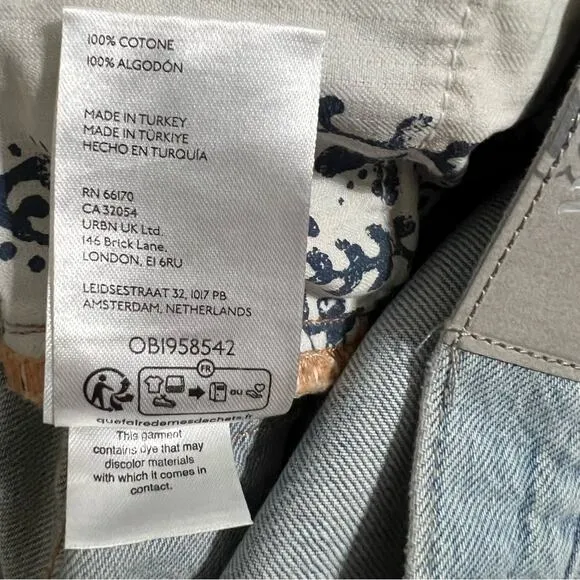 100% COTONE
100% ALGODÓN
MADE IN TURKEY
MADE IN TÜRKIYE
HECHO EN TURQUÍA
RN 66170
CA 32054
URBN UK Ltd.
146 Brick Lane,
LONDON, E1 6RU
LEIDSESTRAAT 32, 1017 PB
AMSTERDAM, NETHERLANDS
OB1958542
FR
OU
quefairedemesdechets.fr
This garment
contains dye that may
discolor materials
with which it comes in
contact.